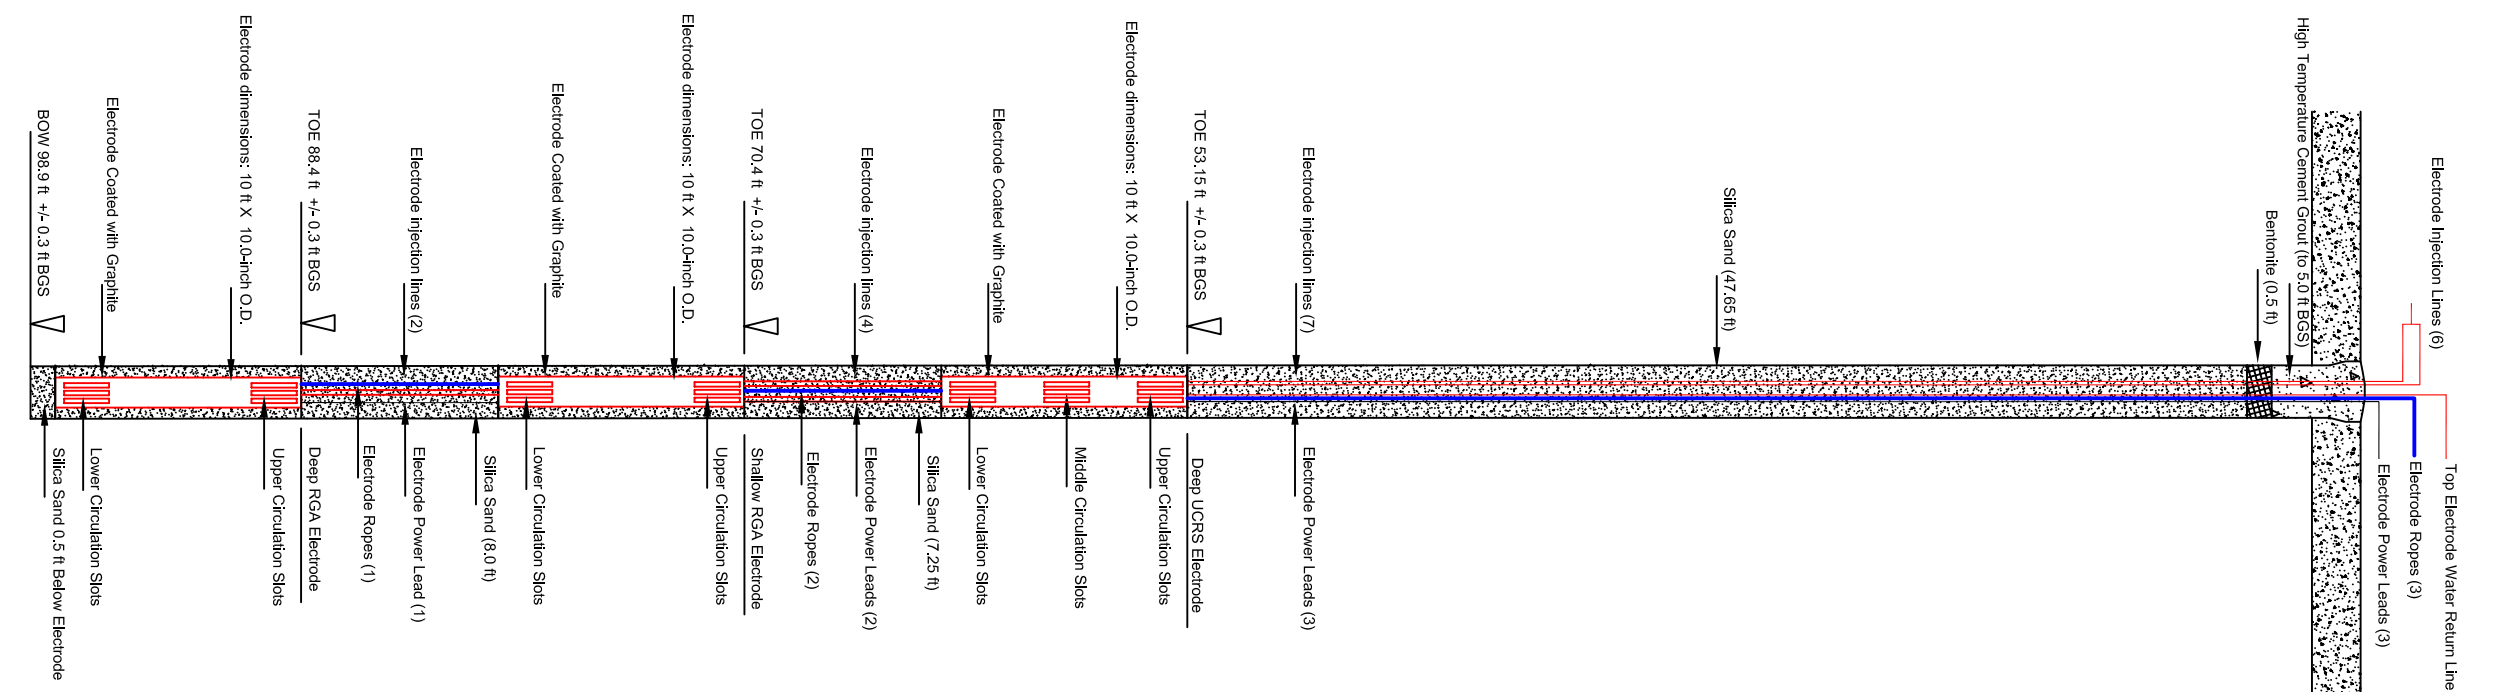 Electrode Injection Lines (6)
High Temperature Cement Grout (to 5.0 ft BGS)
Bentonite (0.5 ft)
Silica Sand (47.65 ft)
Electrode injection lines (7)
TOE 53.15 ft +/- 0.3 ft BGS
Electrode dimensions: 10 ft X 10.0-inch O.D.
Electrode Coated with Graphite
Electrode injection lines (4)
TOE 70.4 ft +/- 0.3 ft BGS
Electrode dimensions: 10 ft X 10.0-inch O.D.
Electrode Coated with Graphite
Electrode injection lines (2)
TOE 88.4 ft +/- 0.3 ft BGS
Electrode dimensions: 10 ft X 10.0-inch O.D.
Electrode Coated with Graphite
BOW 98.9 ft +/- 0.3 ft BGS
Top Electrode Water Return Line
Electrode Ropes (3)
Electrode Power Leads (3)
Electrode Power Leads (3)
Deep UCRS Electrode
Upper Circulation Slots
Middle Circulation Slots
Lower Circulation Slots
Silica Sand (7.25 ft)
Electrode Power Leads (2)
Electrode Ropes (2)
Shallow RGA Electrode
Upper Circulation Slots
Lower Circulation Slots
Silica Sand (8.0 ft)
Electrode Power Lead (1)
Electrode Ropes (1)
Deep RGA Electrode
Upper Circulation Slots
Lower Circulation Slots
Silica Sand 0.5 ft Below Electrode